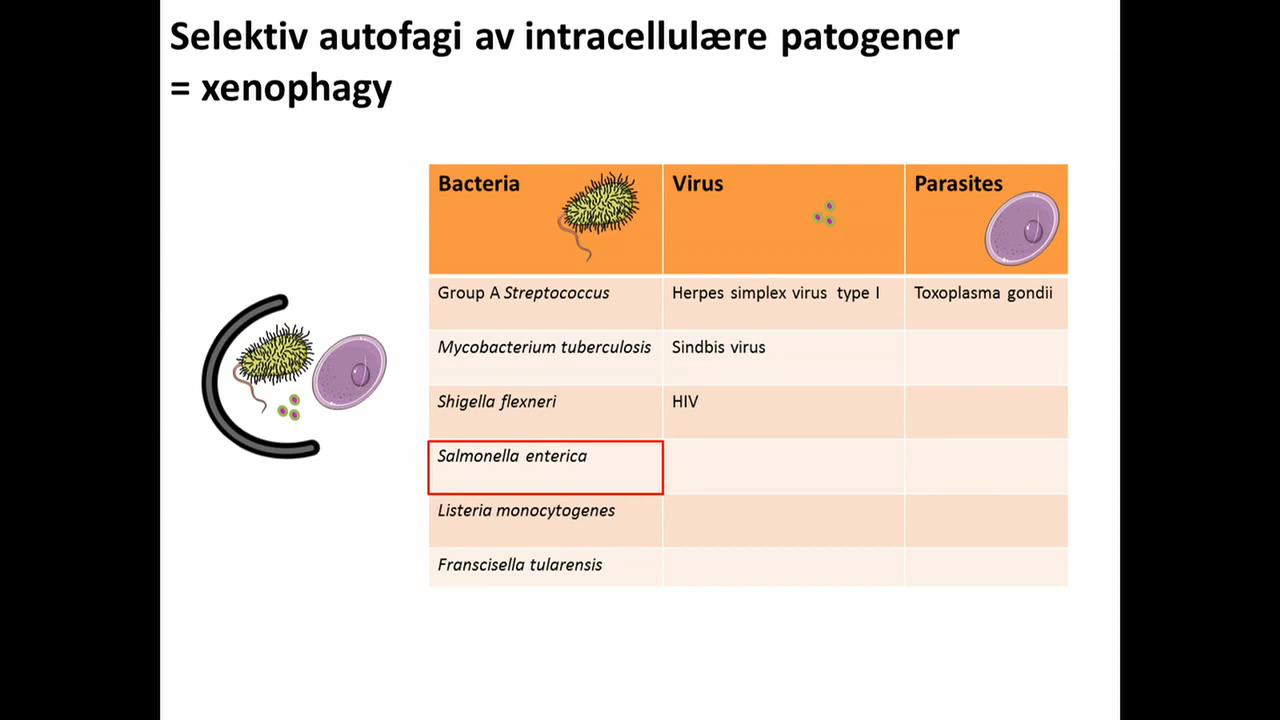 Selektiv autofagi av intracellulære patogener
= xenophagy
Bacteria Virus Parasites
Group A Streptococcus Herpes simplex virus type I Toxoplasma gondii
Mycobacterium tuberculosis Sindbis virus
Shigella flexneri HIV
Salmonella enterica
Listeria monocytogenes
Franscisella tularensis